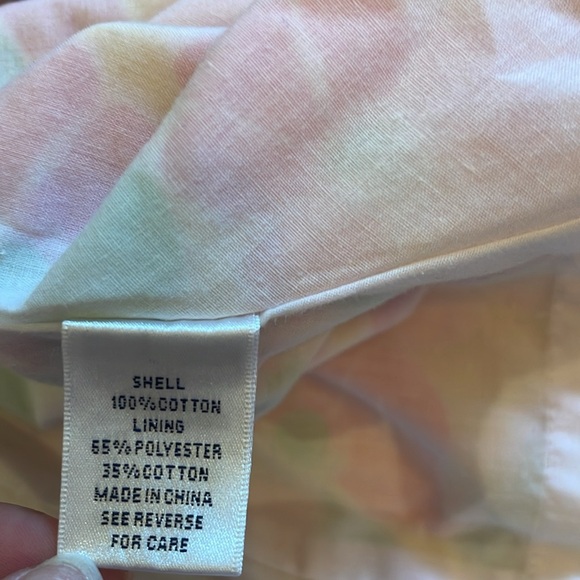 SHELL
100%COTTON
LINING
65%POLYESTER
35%COTTON
MADE IN CHINA
SEE REVERSE
FOR CARE